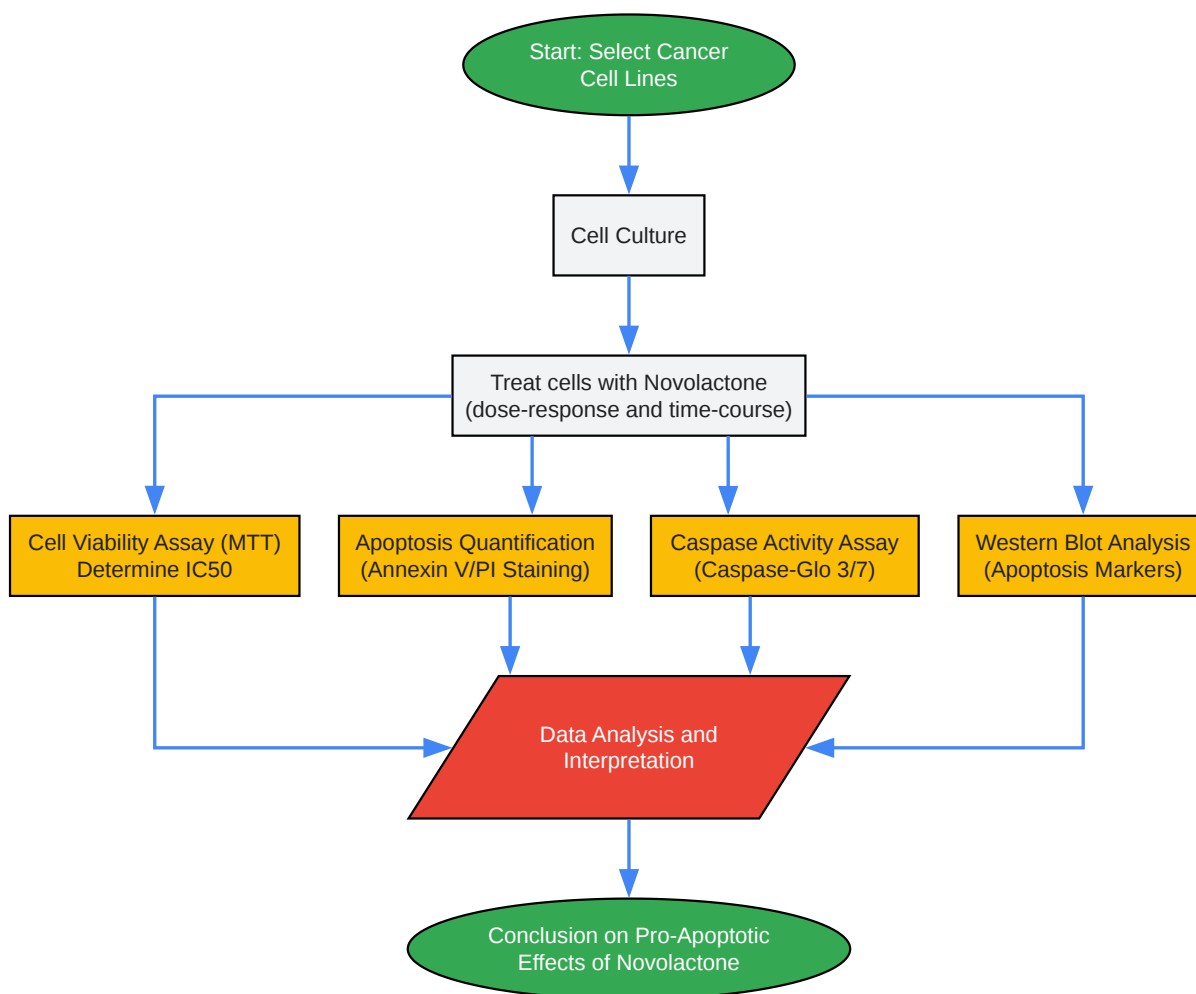 Start: Select Cancer
Cell Lines
Cell Culture
Treat cells with Novolactone
(dose-response and time-course)
Cell Viability Assay (MTT)
Determine IC50
Apoptosis Quantification
(Annexin V/PI Staining)
Caspase Activity Assay
(Caspase-Glo 3/7)
Western Blot Analysis
(Apoptosis Markers)
Data Analysis and
Interpretation
Conclusion on Pro-Apoptotic
Effects of Novolactone